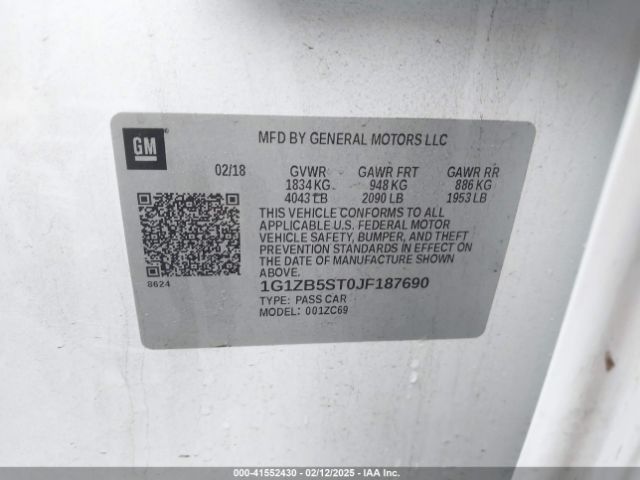 GM
MFD BY GENERAL MOTORS LLC
02/18 GVWR GAWR FRT GAWR RR
1834 KG 948 KG 886 KG
4043 LB 2090 LB 1953 LB
THIS VEHICLE CONFORMS TO ALL
APPLICABLE U.S. FEDERAL MOTOR
VEHICLE SAFETY, BUMPER, AND THEFT
PREVENTION STANDARDS IN EFFECT ON
THE DATE OF MANUFACTURE SHOWN
ABOVE.
8624
1G1ZB5ST0JF187690
TYPE: PASS CAR
MODEL: 001ZC69
000-41552430 - 02/12/2025 - IAA Inc.